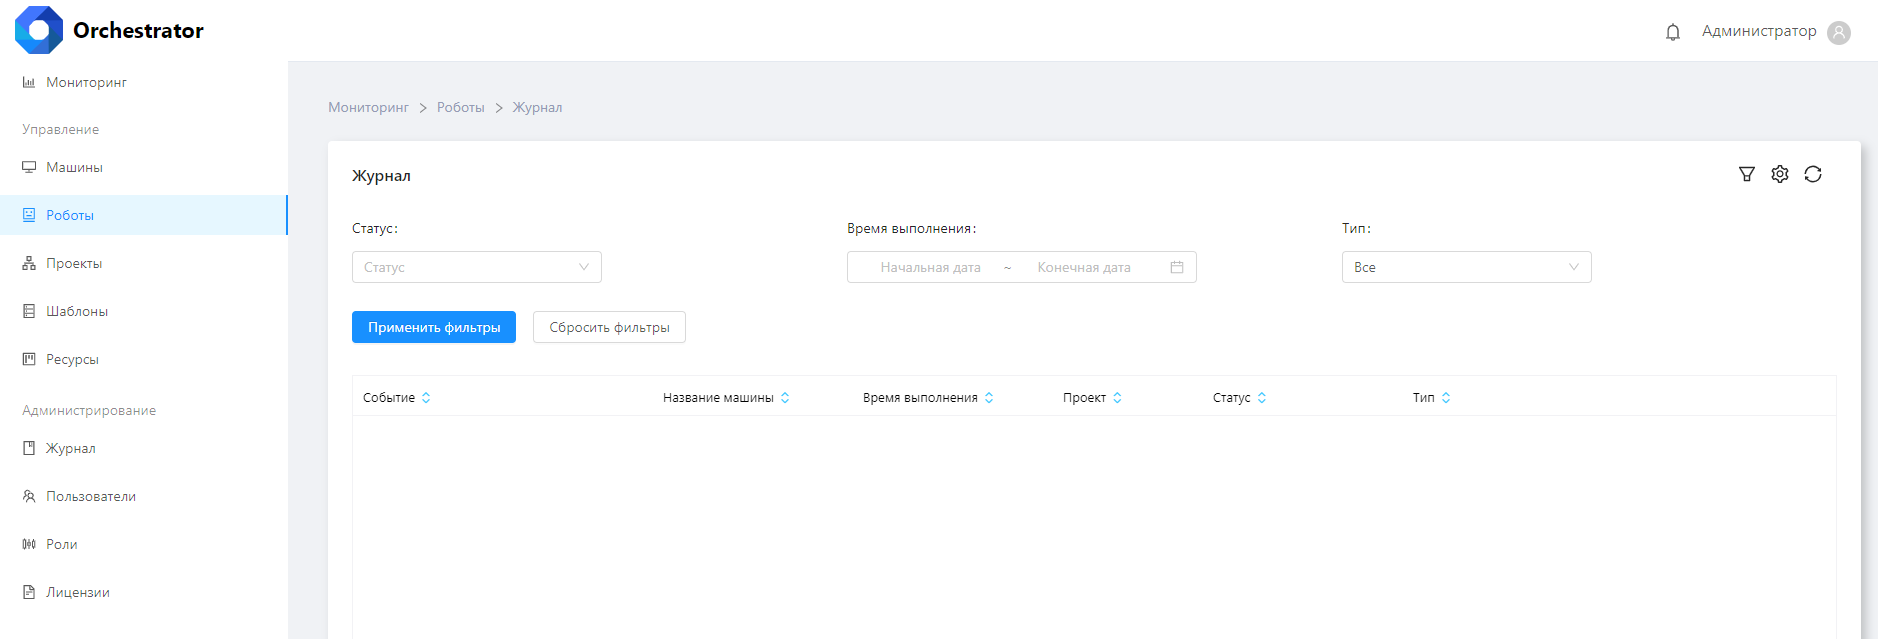 Orchestrator
Администратор
Мониторинг
Управление
Машины
Роботы
Проекты
Шаблоны
Ресурсы
Администрирование
Журнал
Пользователи
Роли
Лицензии
Мониторинг > Роботы > Журнал
Журнал
Статус: Время выполнения: Тип:
Статус Начальная дата ~ Конечная дата Все
Применить фильтры Сбросить фильтры
Событие Название машины Время выполнения Проект Статус Тип